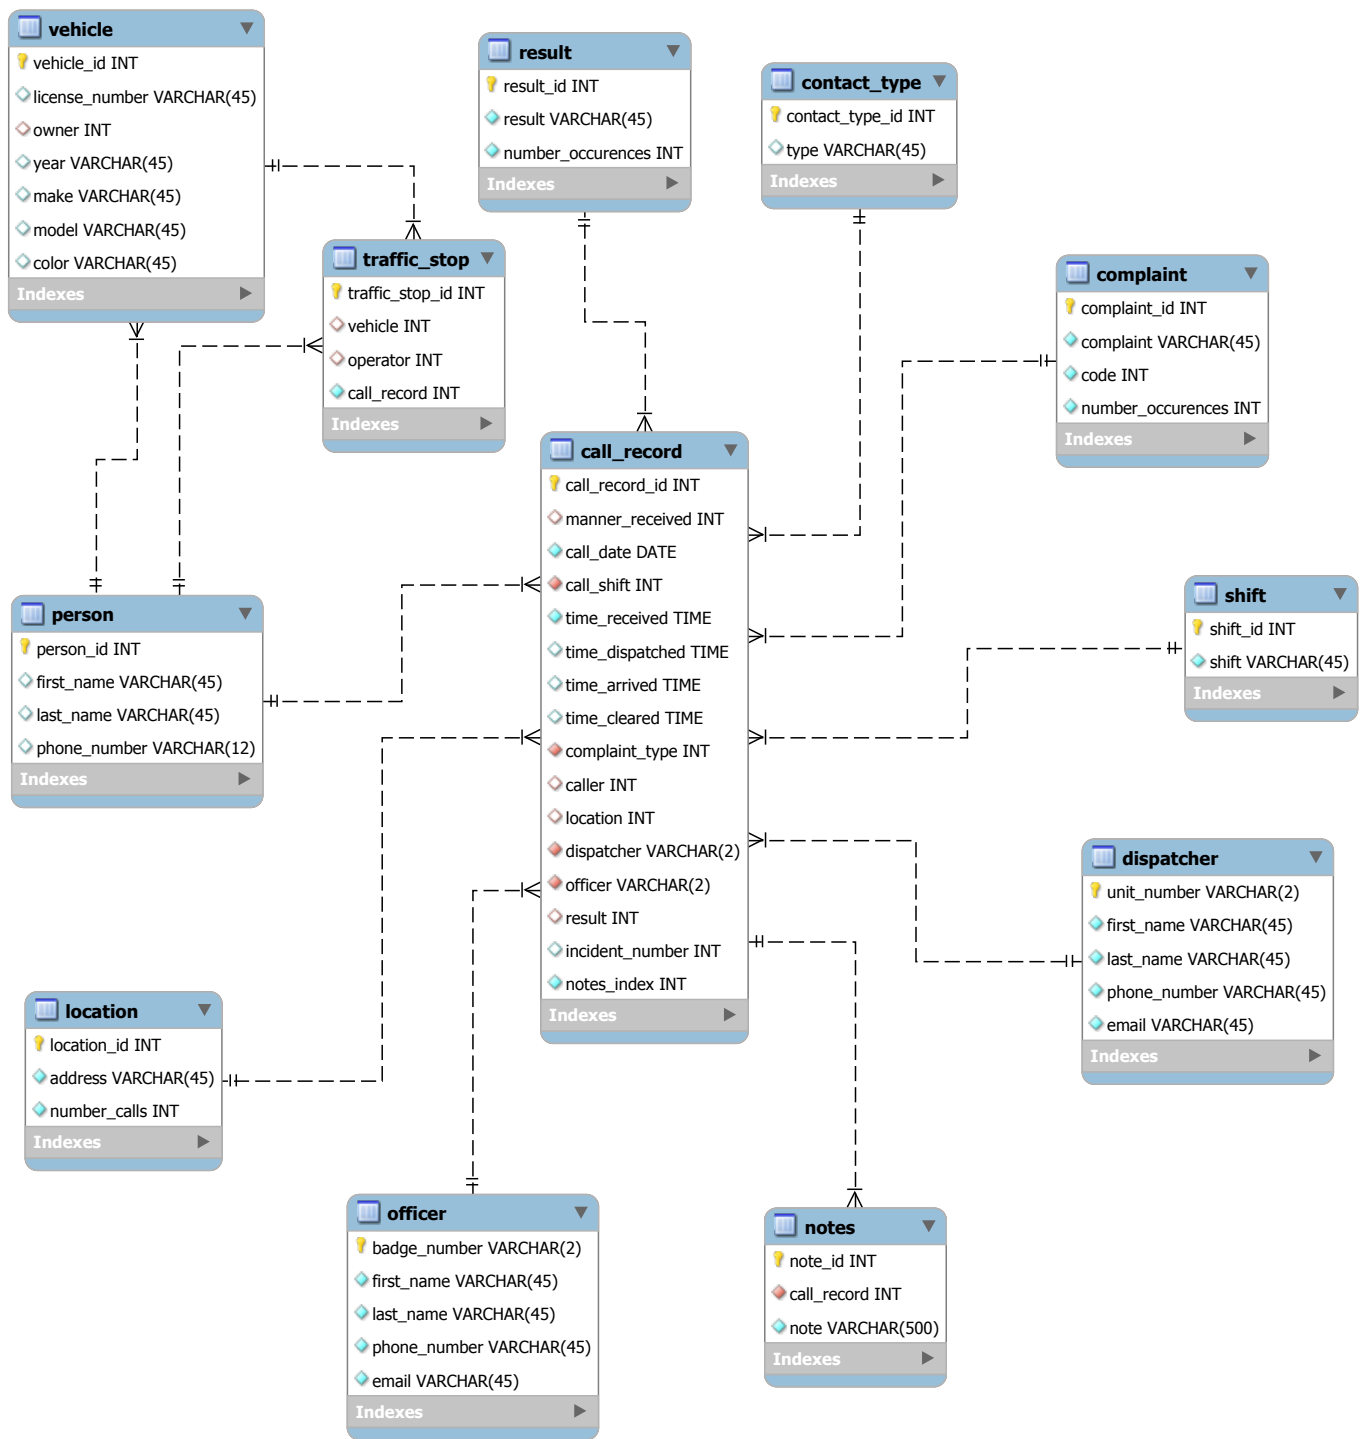 vehicle
vehicle_id INT
license_number VARCHAR(45)
owner INT
year VARCHAR(45)
make VARCHAR(45)
model VARCHAR(45)
color VARCHAR(45)
Indexes
result
result_id INT
result VARCHAR(45)
number_occurences INT
Indexes
contact_type
contact_type_id INT
type VARCHAR(45)
Indexes
traffic_stop
traffic_stop_id INT
vehicle INT
operator INT
call_record INT
Indexes
complaint
complaint_id INT
complaint VARCHAR(45)
code INT
number_occurences INT
Indexes
call_record
call_record_id INT
manner_received INT
call_date DATE
call_shift INT
time_received TIME
time_dispatched TIME
time_arrived TIME
time_cleared TIME
complaint_type INT
caller INT
location INT
dispatcher VARCHAR(2)
officer VARCHAR(2)
result INT
incident_number INT
notes_index INT
Indexes
person
person_id INT
first_name VARCHAR(45)
last_name VARCHAR(45)
phone_number VARCHAR(12)
Indexes
shift
shift_id INT
shift VARCHAR(45)
Indexes
dispatcher
unit_number VARCHAR(2)
first_name VARCHAR(45)
last_name VARCHAR(45)
phone_number VARCHAR(45)
email VARCHAR(45)
Indexes
location
location_id INT
address VARCHAR(45)
number_calls INT
Indexes
officer
badge_number VARCHAR(2)
first_name VARCHAR(45)
last_name VARCHAR(45)
phone_number VARCHAR(45)
email VARCHAR(45)
Indexes
notes
note_id INT
call_record INT
note VARCHAR(500)
Indexes